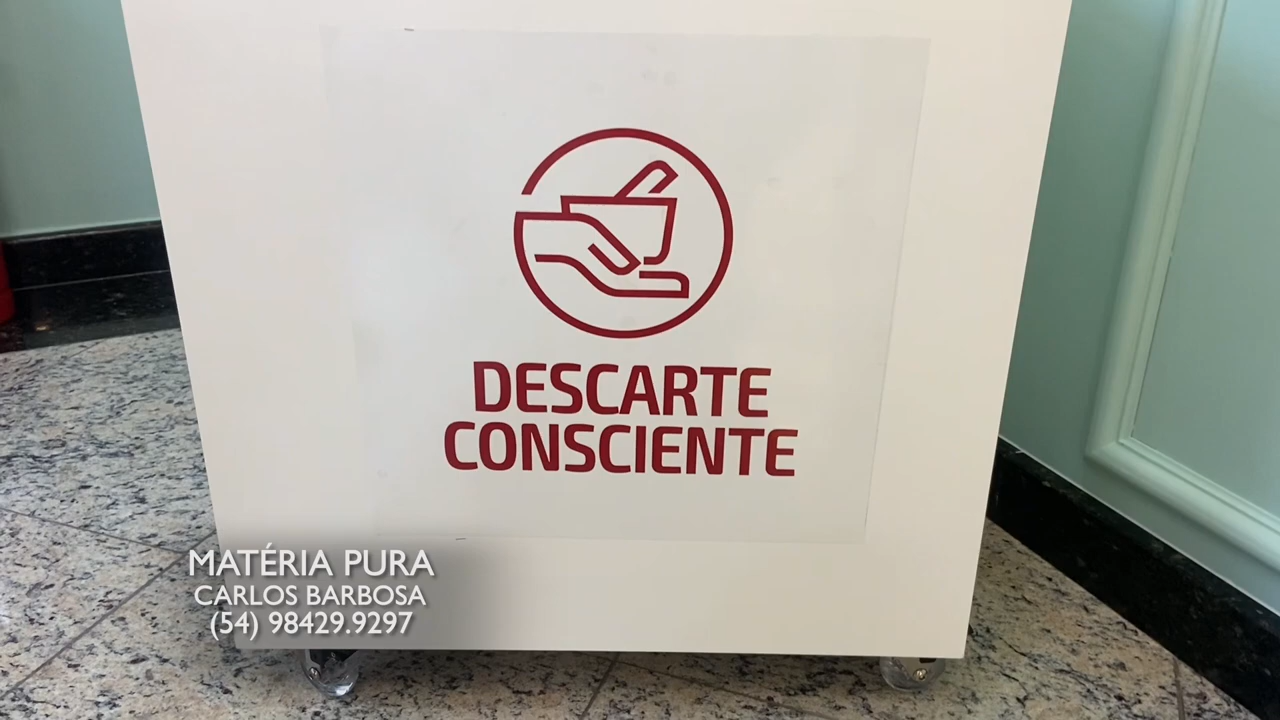 DESCARTE
CONSCIENTE
MATÉRIA PURA
CARLOS BARBOSA
(54) 98429.9297